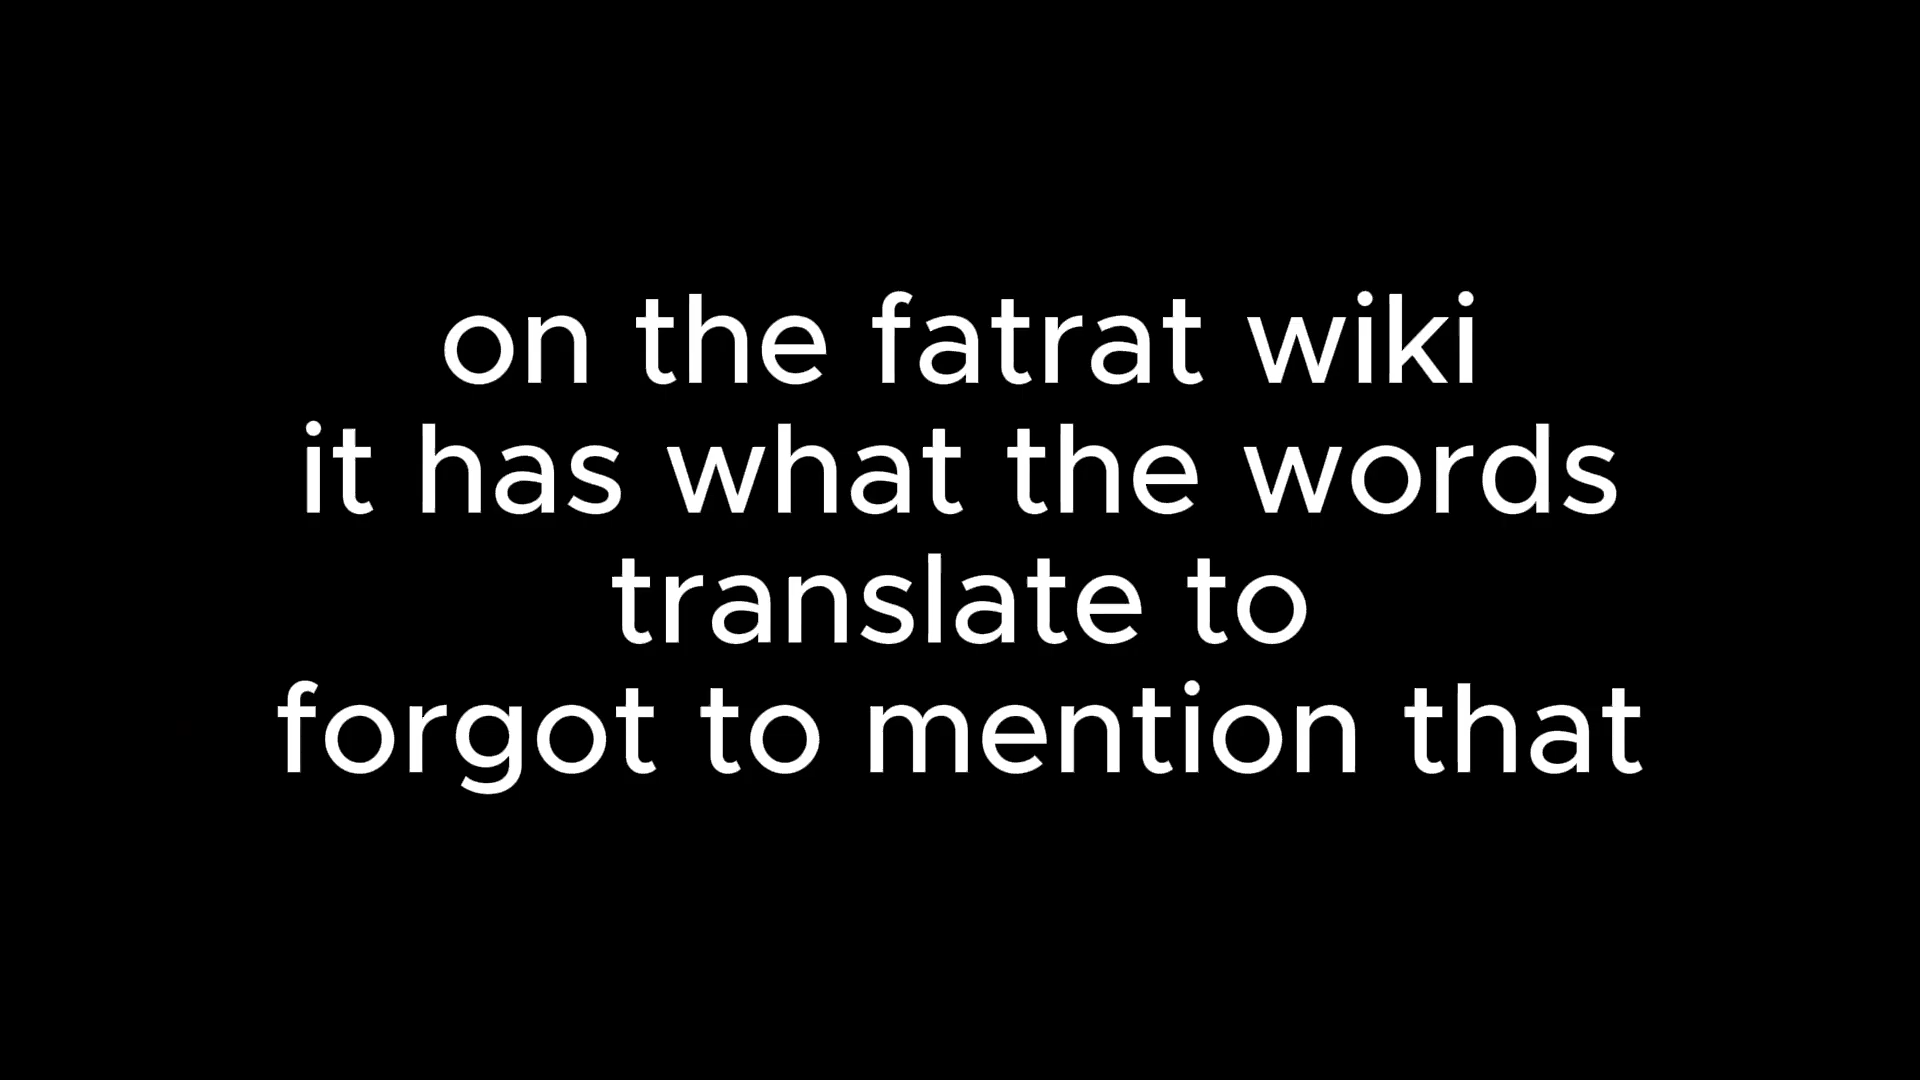 on the fatrat wiki
it has what the words
translate to
forgot to mention that